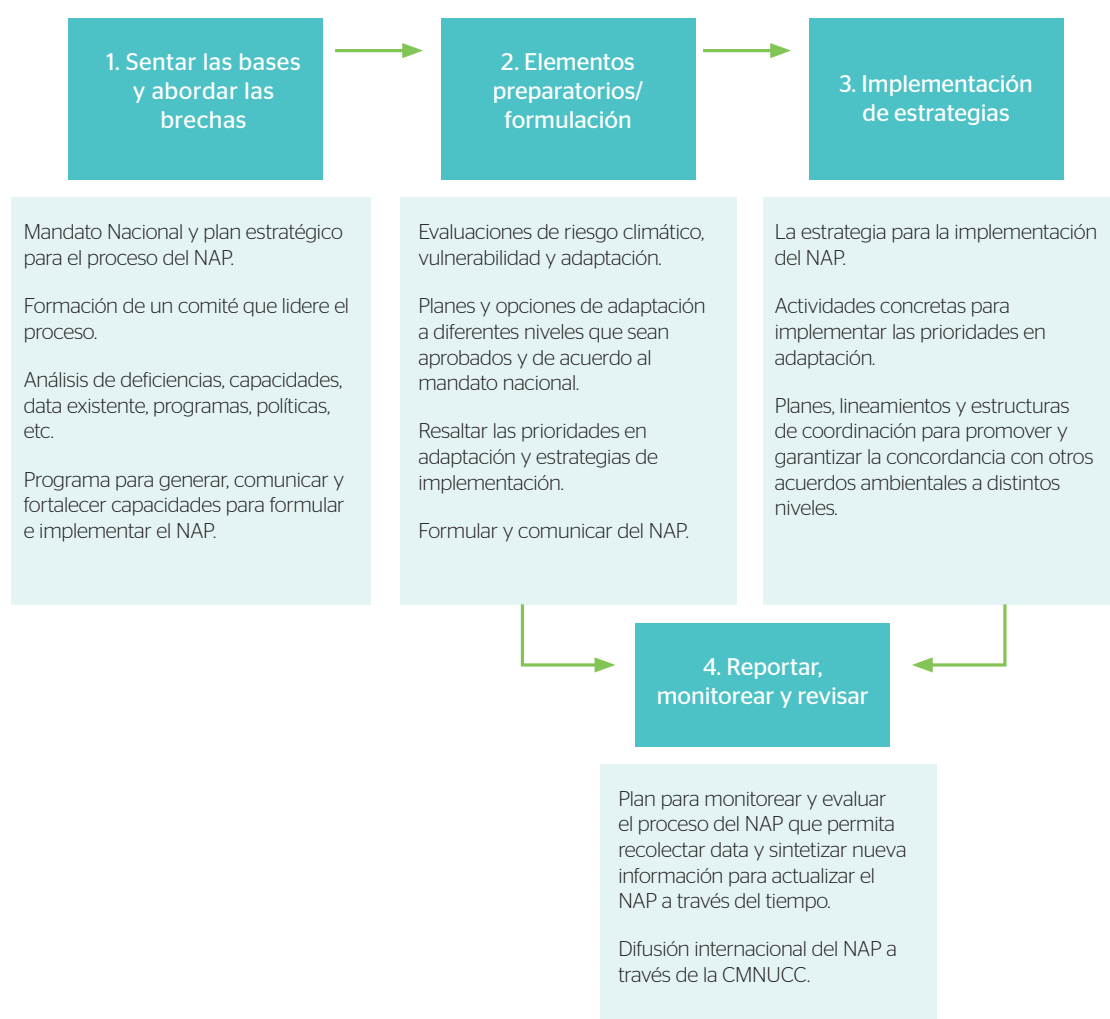 1. Sentar las bases
y abordar las
brechas
Mandato Nacional y plan estratégico
para el proceso del NAP.
Formación de un comité que lidere el
proceso.
Análisis de deficiencias, capacidades,
data existente, programas, políticas,
etc.
Programa para generar, comunicar y
fortalecer capacidades para formular
e implementar el NAP.
2. Elementos
preparatorios/
formulación
Evaluaciones de riesgo climático,
vulnerabilidad y adaptación.
Planes y opciones de adaptación
a diferentes niveles que sean
aprobados y de acuerdo al
mandato nacional.
Resaltar las prioridades en
adaptación y estrategias de
implementación.
Formular y comunicar del NAP.
3. Implementación
de estrategias
La estrategia para la implementación
del NAP.
Actividades concretas para
implementar las prioridades en
adaptación.
Planes, lineamientos y estructuras
de coordinación para promover y
garantizar la concordancia con otros
acuerdos ambientales a distintos
niveles.
4. Reportar,
monitorear y revisar
Plan para monitorear y evaluar
el proceso del NAP que permita
recolectar data y sintetizar nueva
información para actualizar el
NAP a través del tiempo.
Difusión internacional del NAP a
través de la CMNUCC.